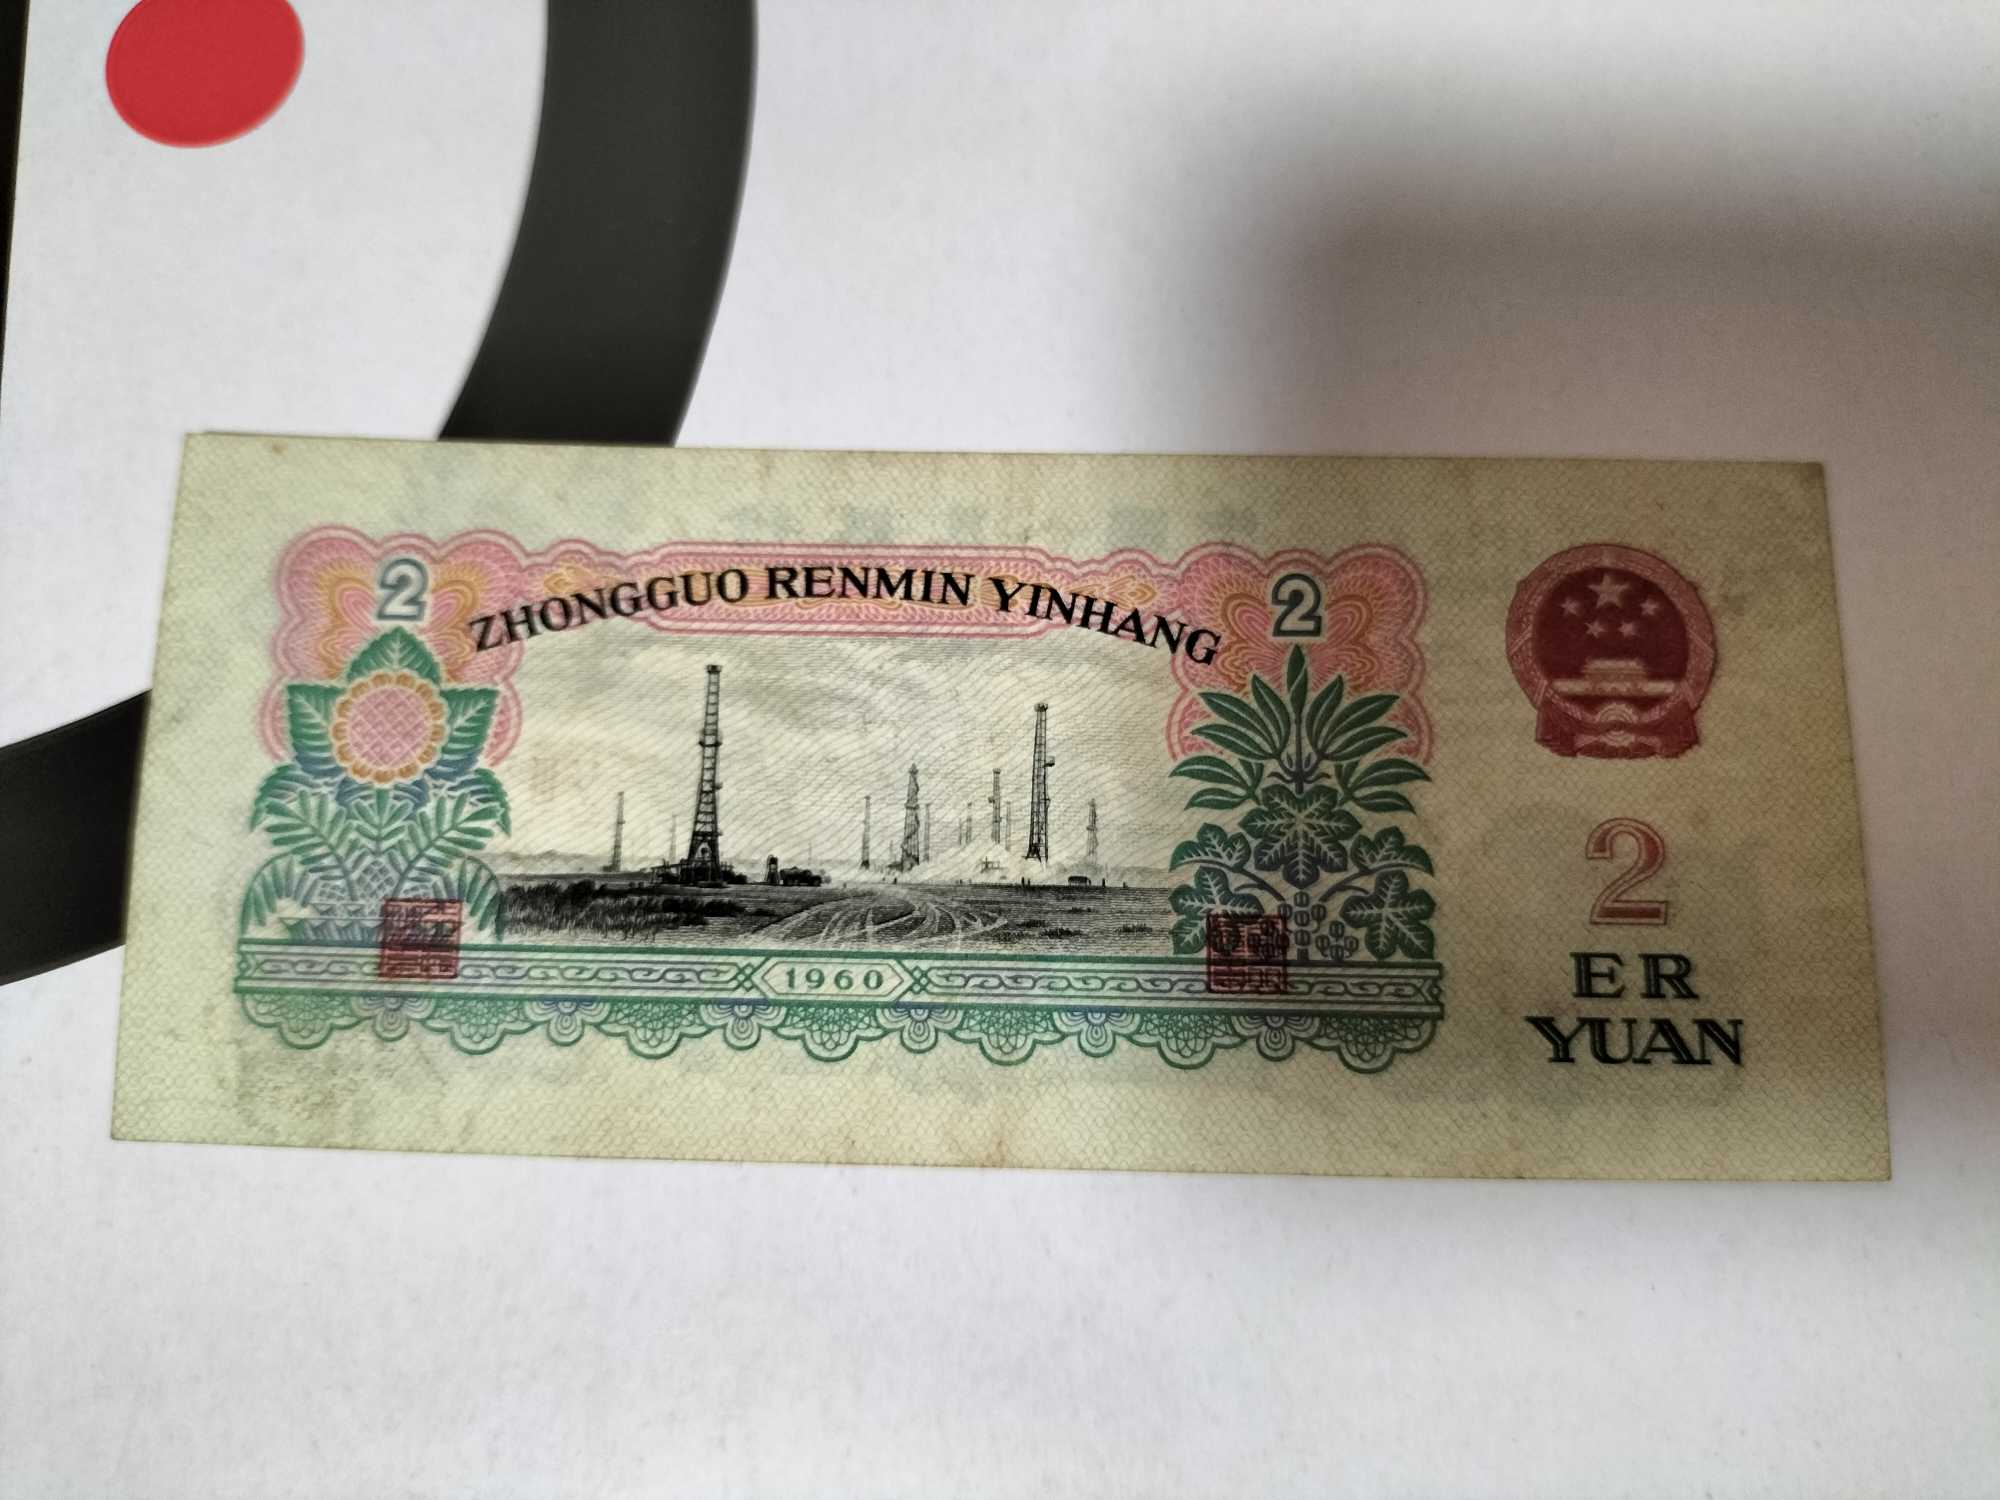 2
ZHONGGUO RENMIN YINHANG
2
1960
2
ER
YUAN